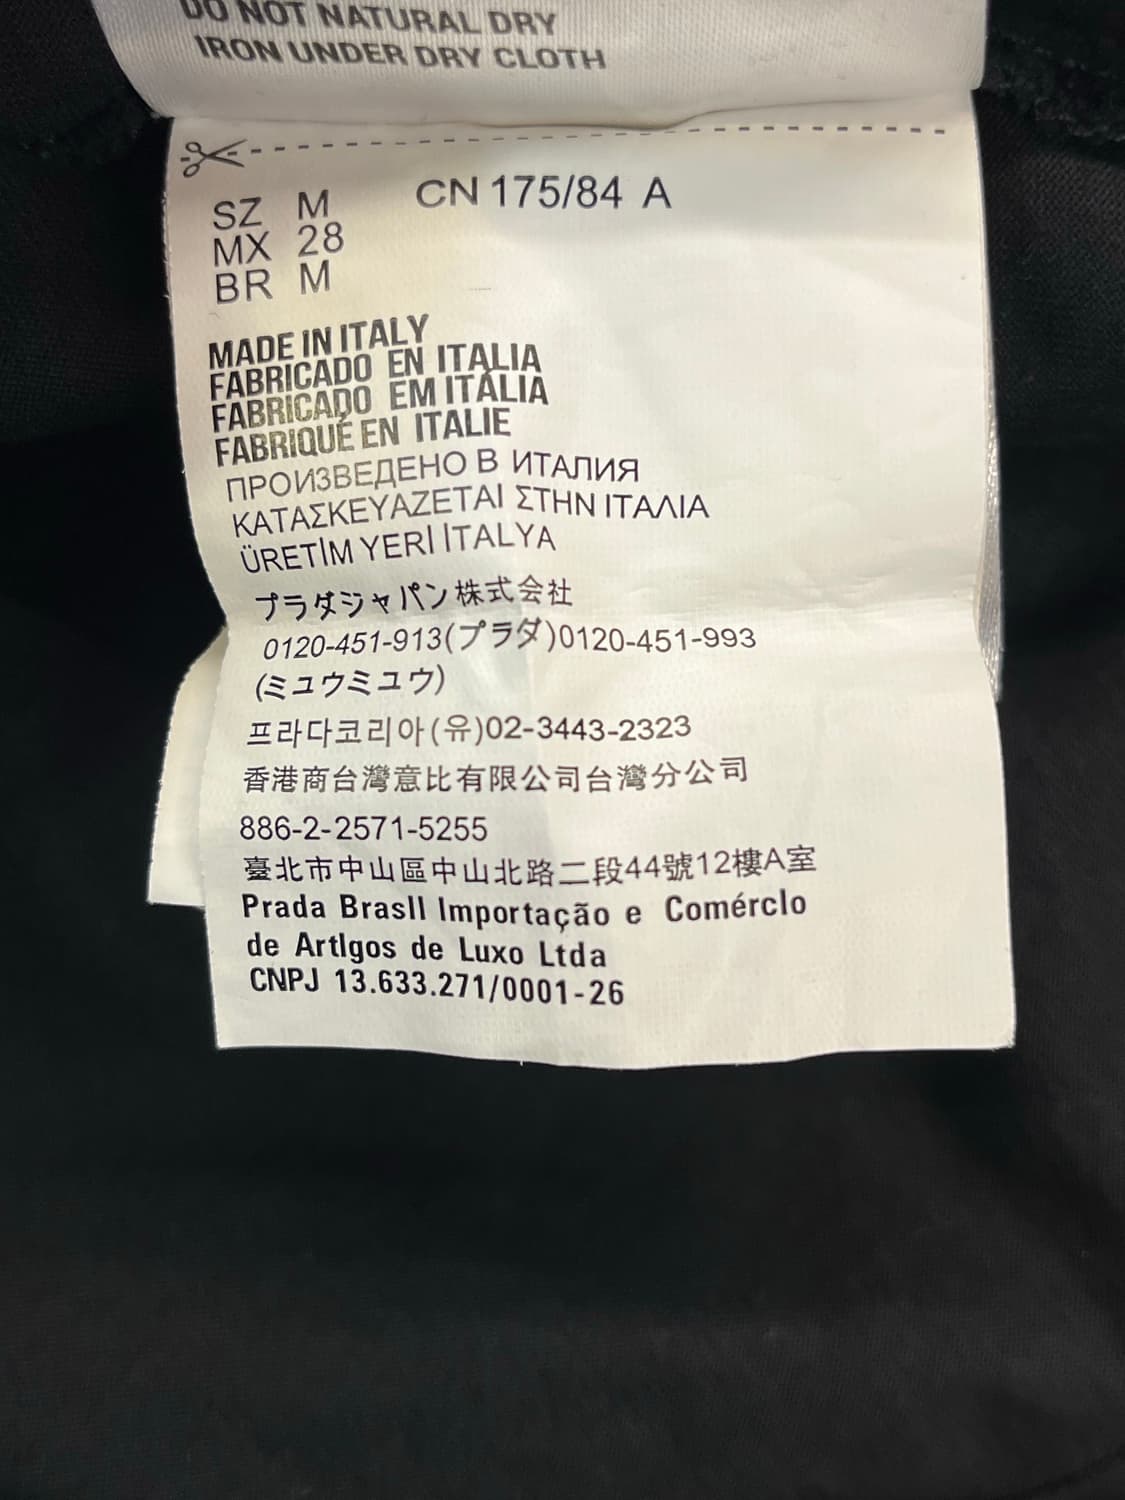 DO NOT NATURAL DRY
IRON UNDER DRY CLOTH
SZ M CN 175/84 A
MX 28
BR M
MADE IN ITALY
FABRICADO EN ITALIA
FABRICADO EM ITÁLIA
FABRIQUÉ EN ITALIE
ПРОИЗВЕДЕНО В ИТАЛИЯ
ΚΑΤΑΣΚΕΥΑΖΕΤΑΙ ΣΤΗΝ ΙΤΑΛΙΑ
ÜRETİM YERİ İTALYA
プラダジャパン株式会社
0120-451-913(プラダ)0120-451-993
(ミュウミュウ)
프라다코리아(유)02-3443-2323
香港商台灣意比有限公司台灣分公司
886-2-2571-5255
臺北市中山區中山北路二段44號12樓A室
Prada BrasIl Importação e ComércIo
de ArtIgos de Luxo Ltda
CNPJ 13.633.271/0001-26